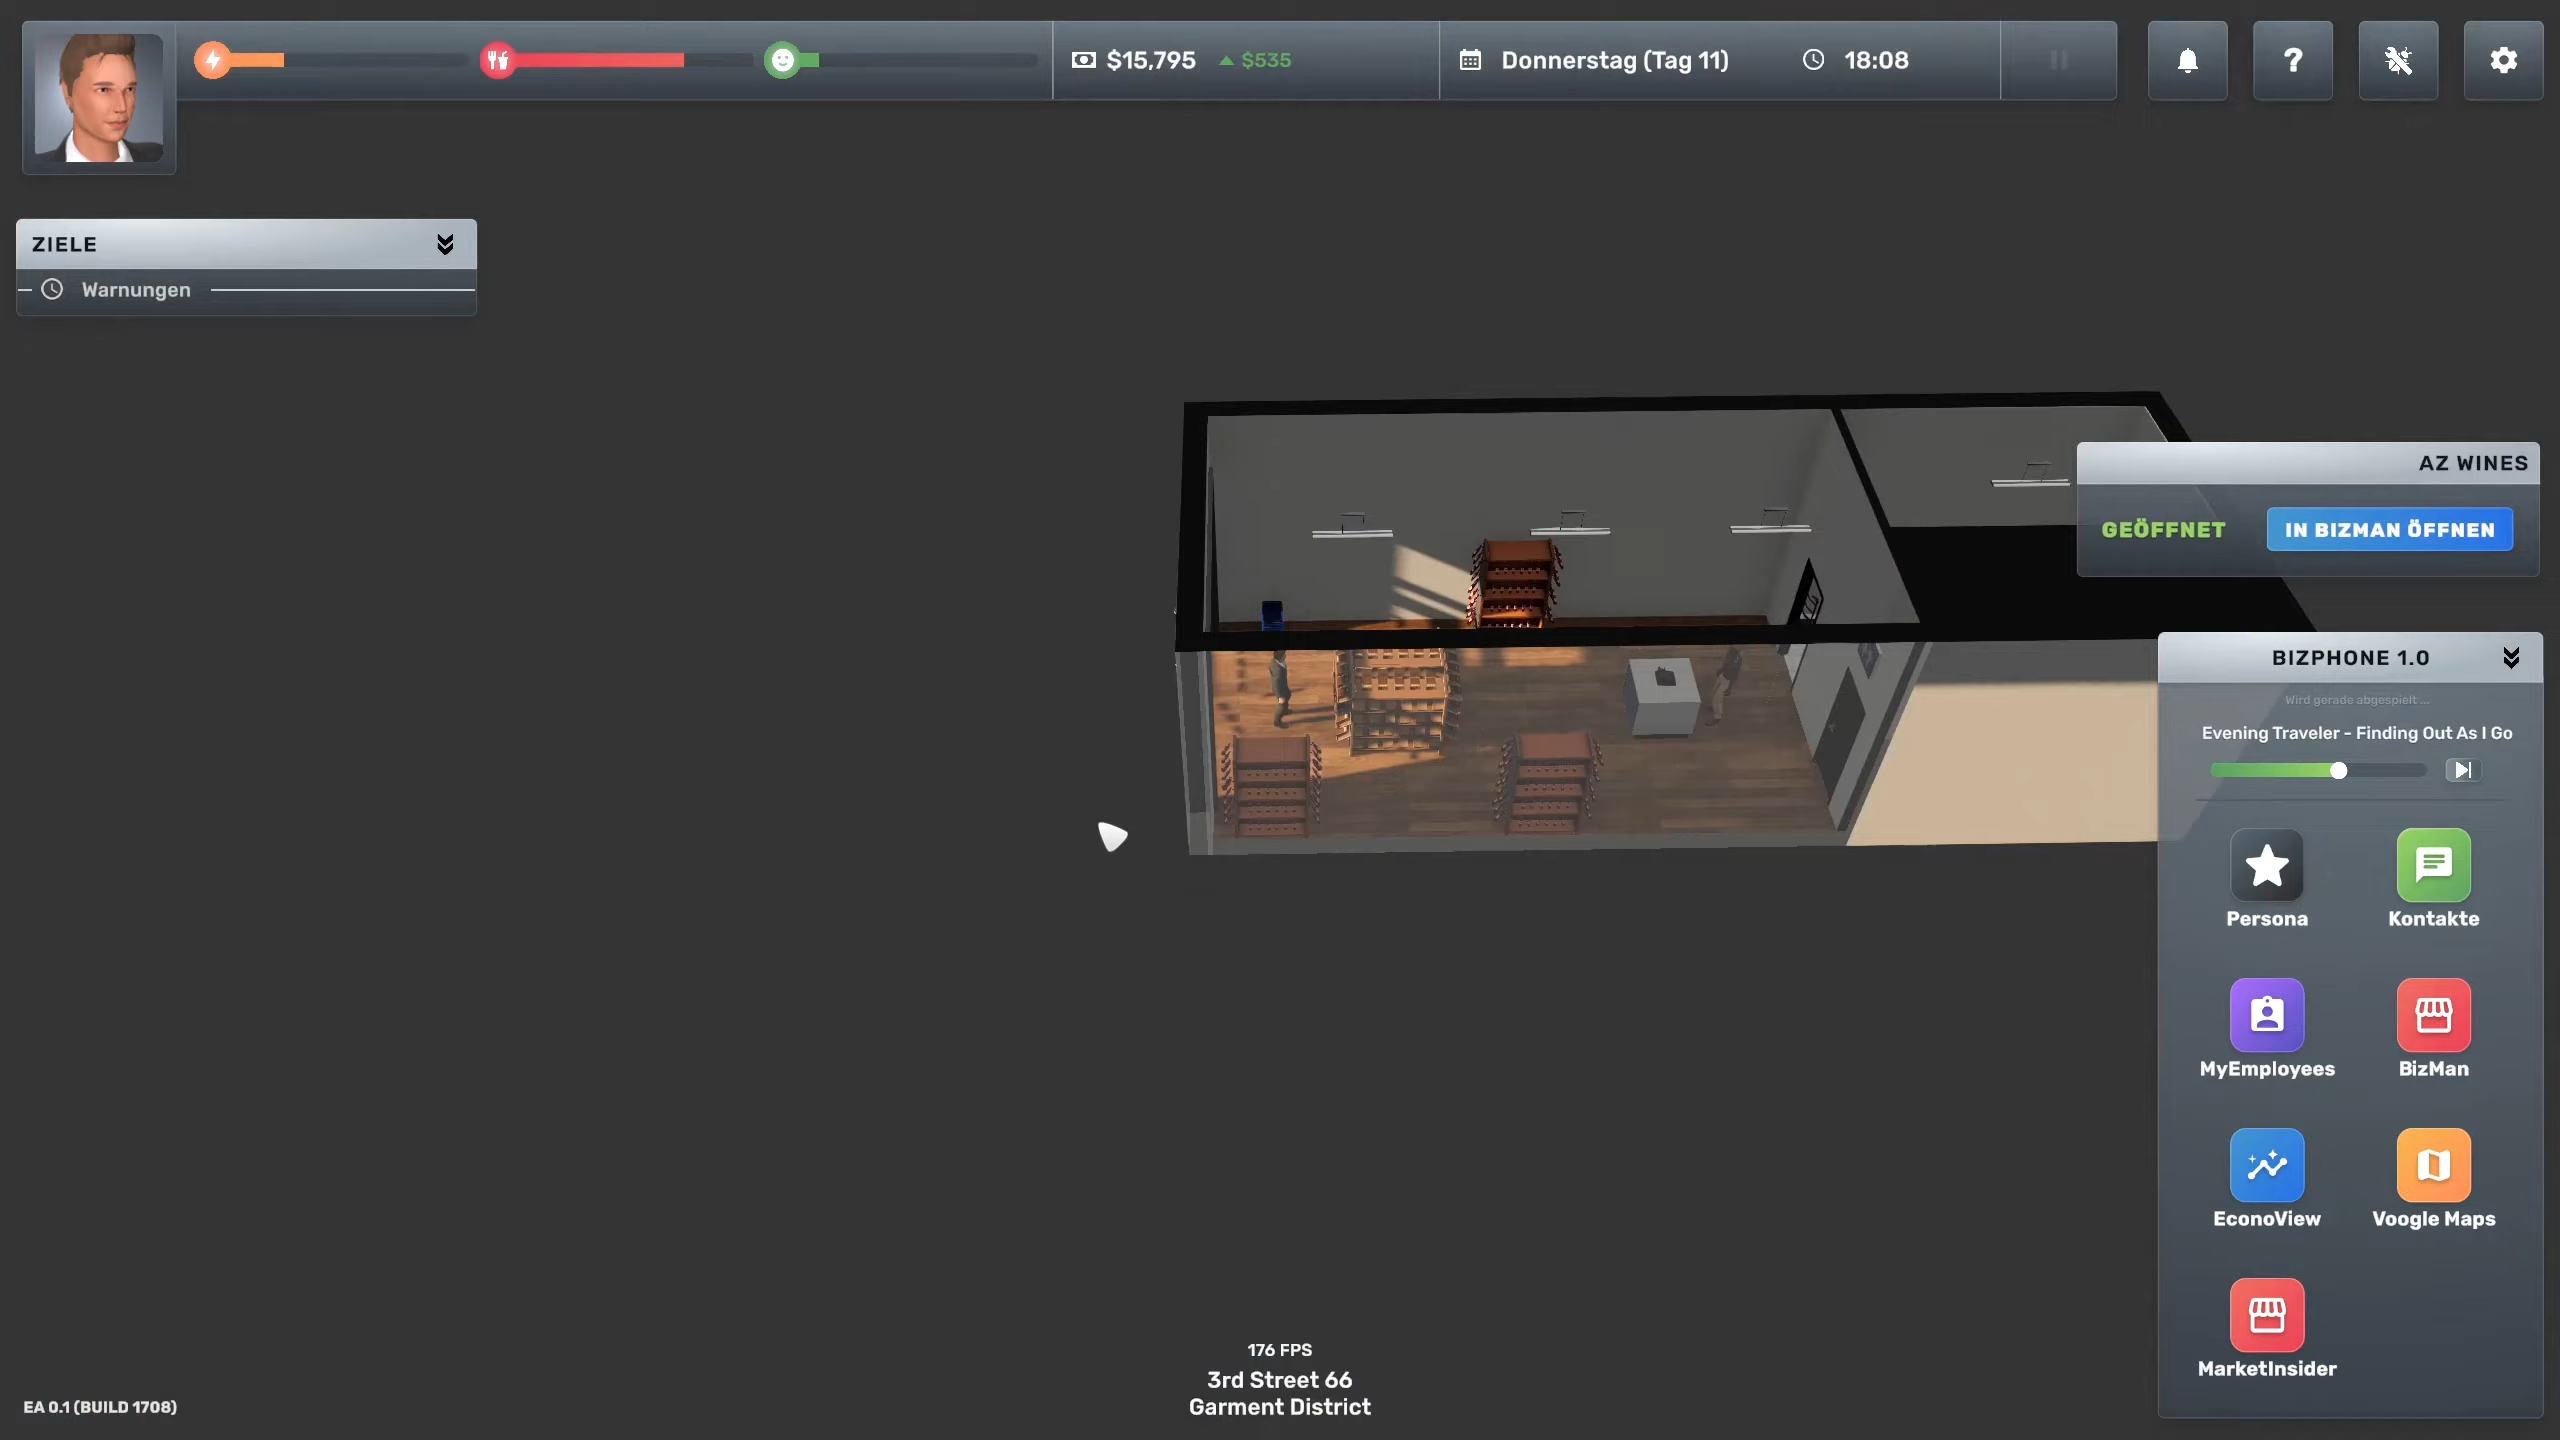 $15,795
$535
Donnerstag (Tag 11)
18:08
?
ZIELE
Warnungen
AZ WINES
GEÖFFNET
IN BIZMAN ÖFFNEN
BIZPHONE 1.0
Wird gerade abgespielt ...
Evening Traveler - Finding Out As I Go
Persona
Kontakte
MyEmployees
BizMan
EconoView
Voogle Maps
MarketInsider
176 FPS
3rd Street 66
Garment District
EA 0.1 (BUILD 1708)